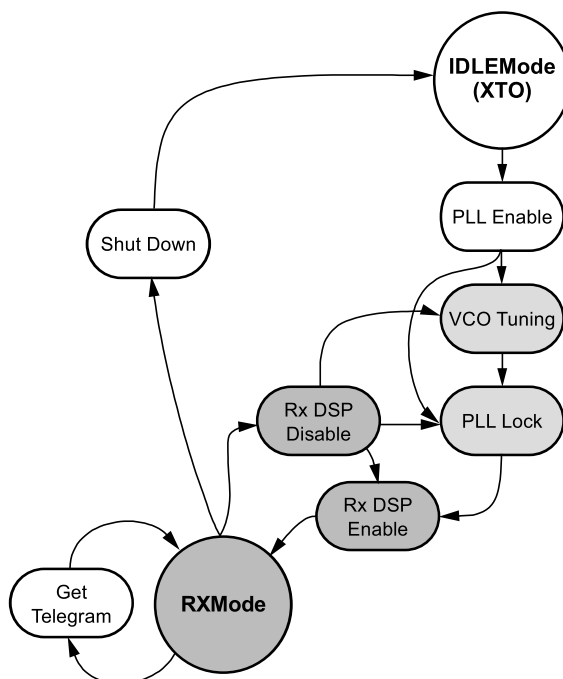 IDLEMode
(XTO)
PLL Enable
Shut Down
VCO Tuning
Rx DSP
Disable
PLL Lock
Rx DSP
Enable
Get
Telegram
RXMode